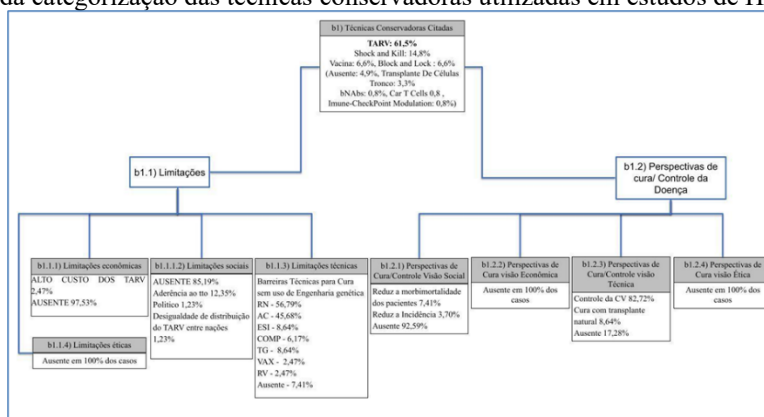 da categorização das técnicas conservadoras utilizadas em estudos de H
b1) Técnicas Conservadoras Citadas
TARV: 61,5%
Shock and Kill: 14,8%
Vacina: 6,6%, Block and Lock : 6,6%
(Ausente: 4,9%, Transplante De Células
Tronco: 3,3%
bNAbs: 0,8%, Car T Cells 0,8 ,
Imune-CheckPoint Modulation: 0,8%)
b1.1) Limitações
b1.2) Perspectivas de
cura/ Controle da
Doença
b1.1.1) Limitações econômicas
ALTO CUSTO DOS TARV
2,47%
AUSENTE 97,53%
b1.1.4) Limitações éticas
Ausente em 100% dos casos
b1.1.1.2) Limitações sociais
AUSENTE 85,19%
Aderência ao tto 12,35%
Político 1,23%
Desigualdade de distribuição
do TARV entre nações
1,23%
b1.1.3) Limitações técnicas
Barreiras Técnicas para Cura
sem uso de Engenharia genética
RN - 56,79%
AC - 45,68%
ESI - 8,64%
COMP - 6,17%
TG - 8,64%
VAX - 2,47%
RV - 2,47%
Ausente - 7,41%
b1.2.1) Perspectivas de
Cura/Controle Visão Social
Reduz a morbimortalidade
dos pacientes 7,41%
Reduz a Incidência 3,70%
Ausente 92,59%
b1.2.2) Perspectivas de
Cura visão Econômica
Ausente em 100% dos
casos
b1.2.3) Perspectivas de
Cura/Controle visão
Técnica
Controle da CV 82,72%
Cura com transplante
natural 8,64%
Ausente 17,28%
b1.2.4) Perspectivas de
Cura visão Ética
Ausente em 100% dos
casos